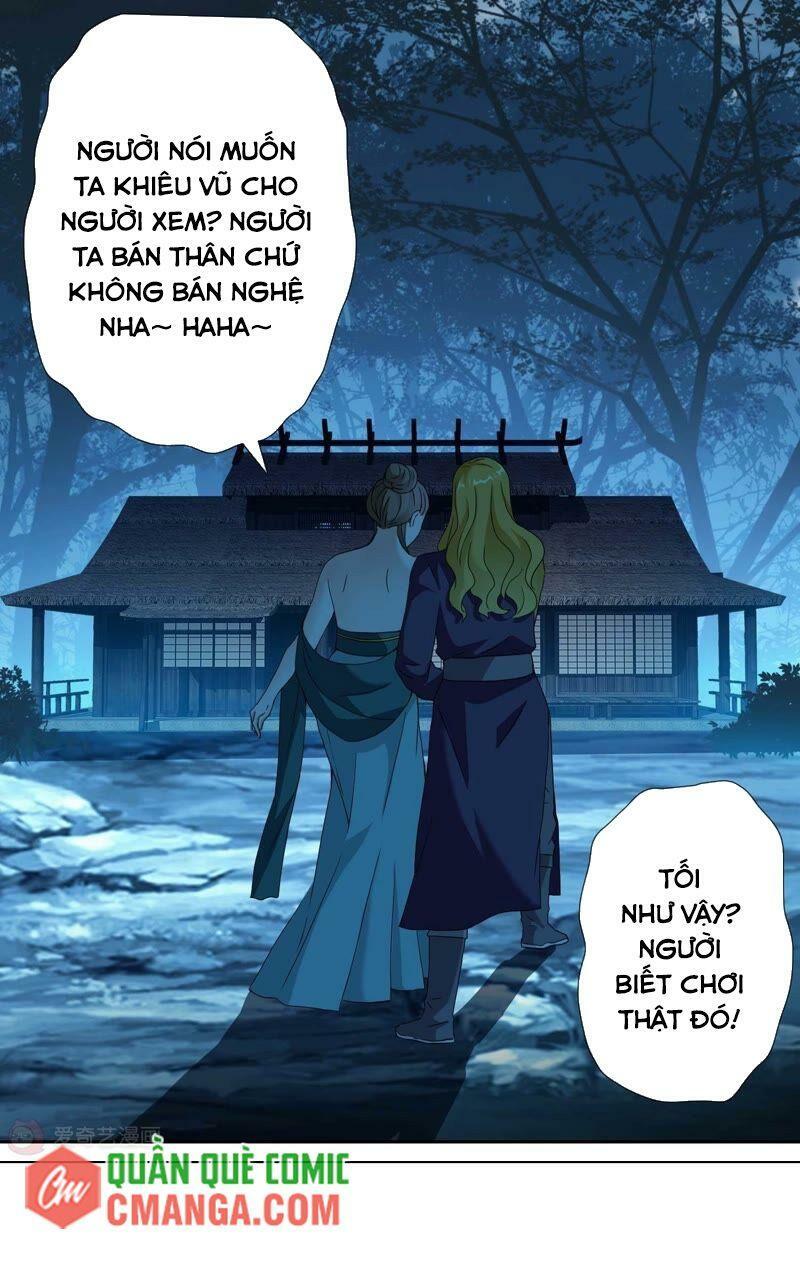 NGƯỜI NÓI MUỐN
TA KHIÊU VŨ CHO
NGƯỜI XEM? NGƯỜI
TA BÁN THÂN CHỨ
KHÔNG BÁN NGHỆ
NHA~ HAHA~
TỐI
NHƯ VẬY?
NGƯỜI
BIẾT CHƠI
THẬT ĐÓ!
爱奇艺漫画
Cm
QUẦN QUÈ COMIC
CMANGA.COM